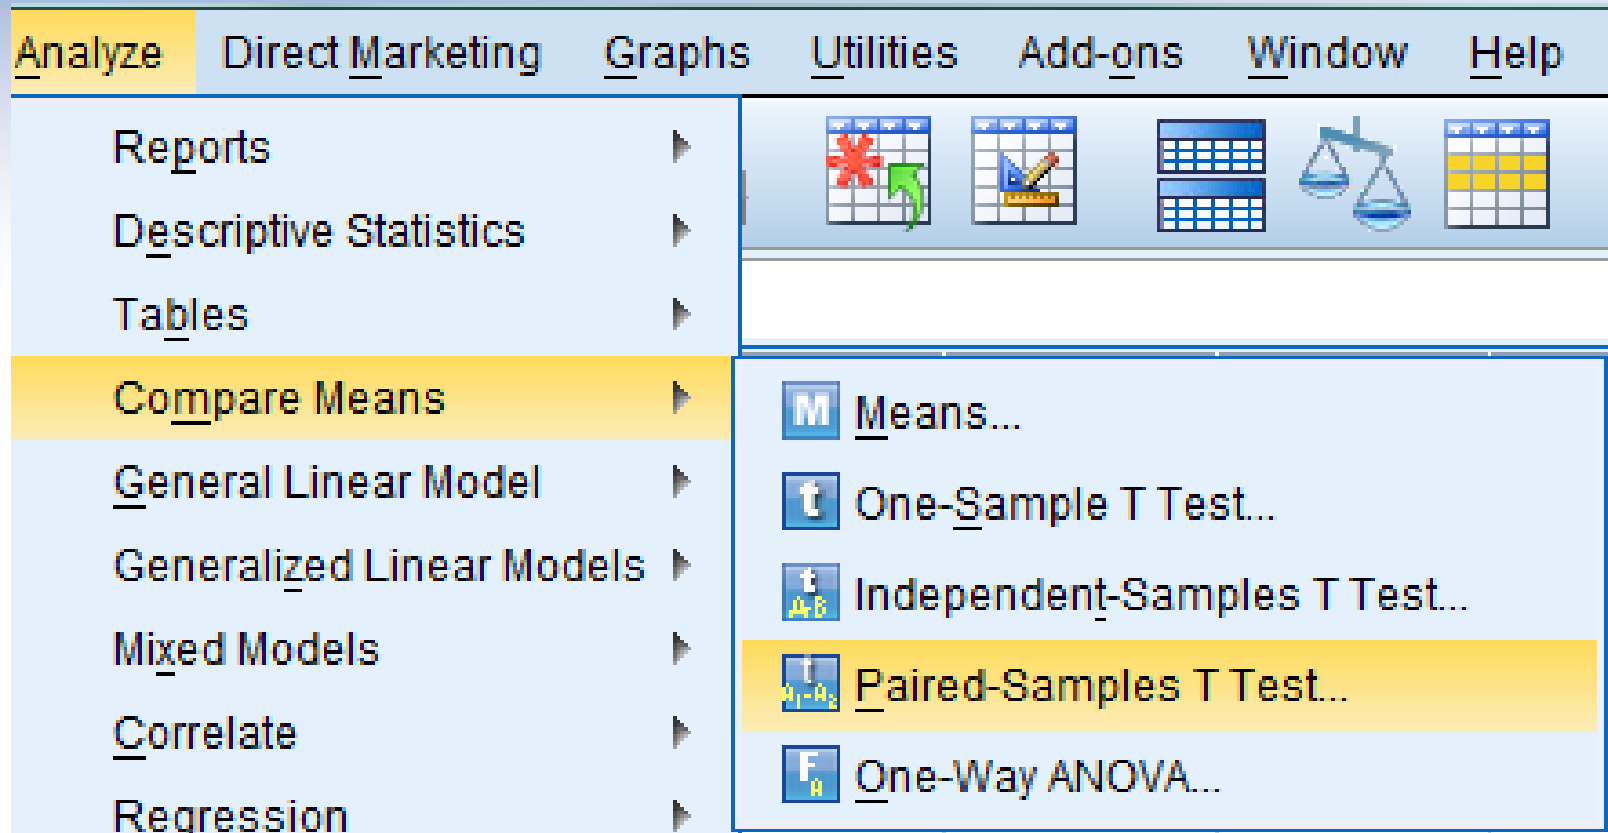 Analyze Direct Marketing Graphs Utilities Add-ons Window Help
Reports
Descriptive Statistics
Tables
Compare Means
General Linear Model
Generalized Linear Models
Mixed Models
Correlate
Regression
M Means...
t One-Sample T Test...
t A-B Independent-Samples T Test...
t A₁-A₂ Paired-Samples T Test...
F A One-Way ANOVA...